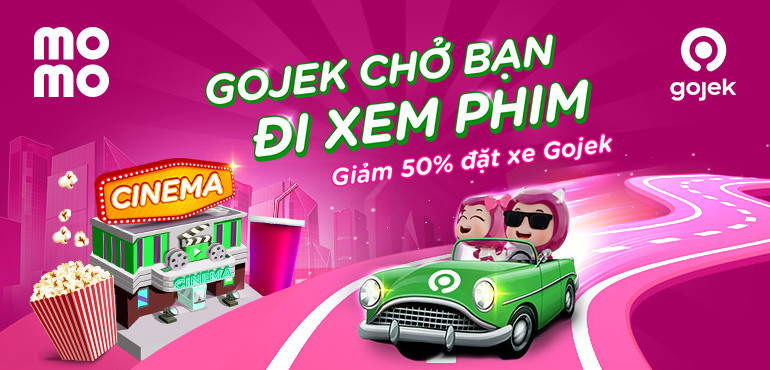 mo
mo
gojek
GOJEK CHỞ BẠN
ĐI XEM PHIM
Giảm 50% đặt xe Gojek
CINEMA
CINEMA